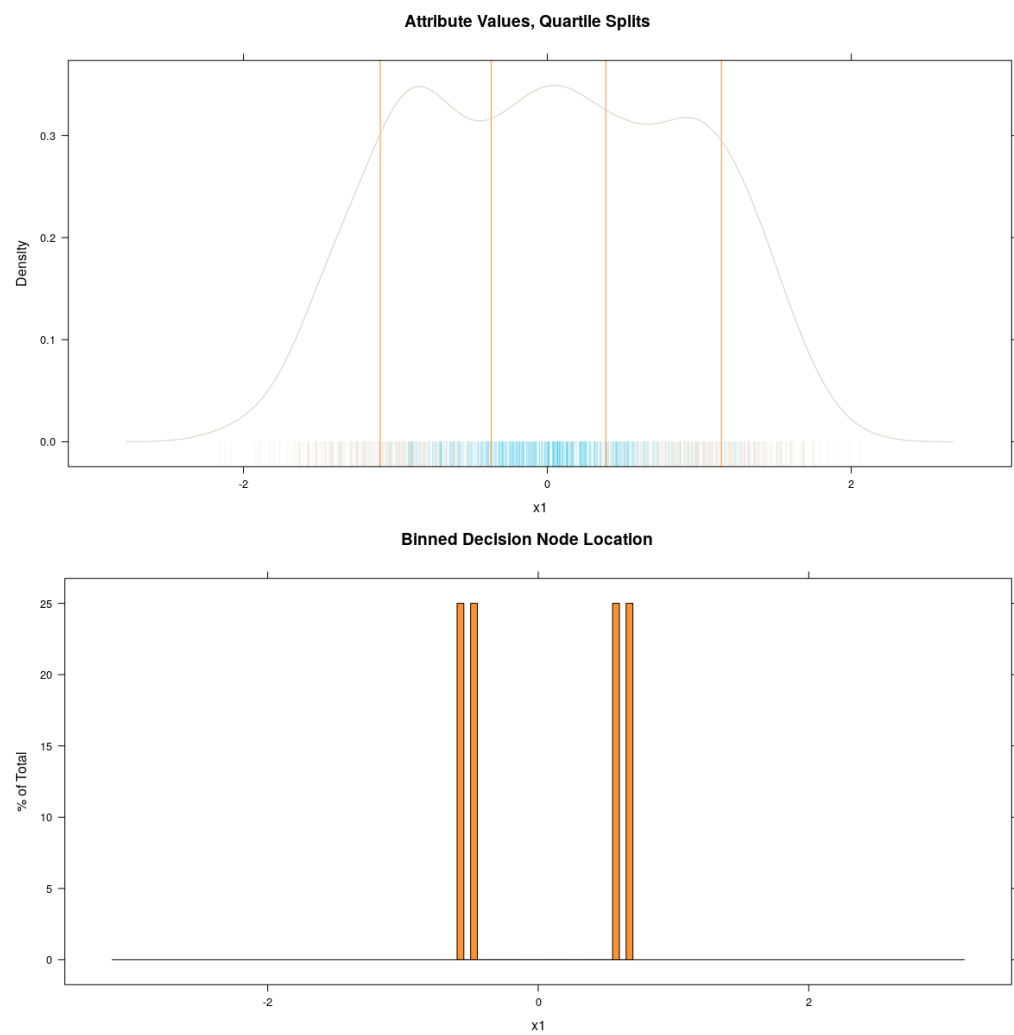 Attribute Values, Quartile Splits
Density
0.3
0.2
0.1
0.0
-2 0 2
x1
Binned Decision Node Location
% of Total
25
20
15
10
5
0
-2 0 2
x1